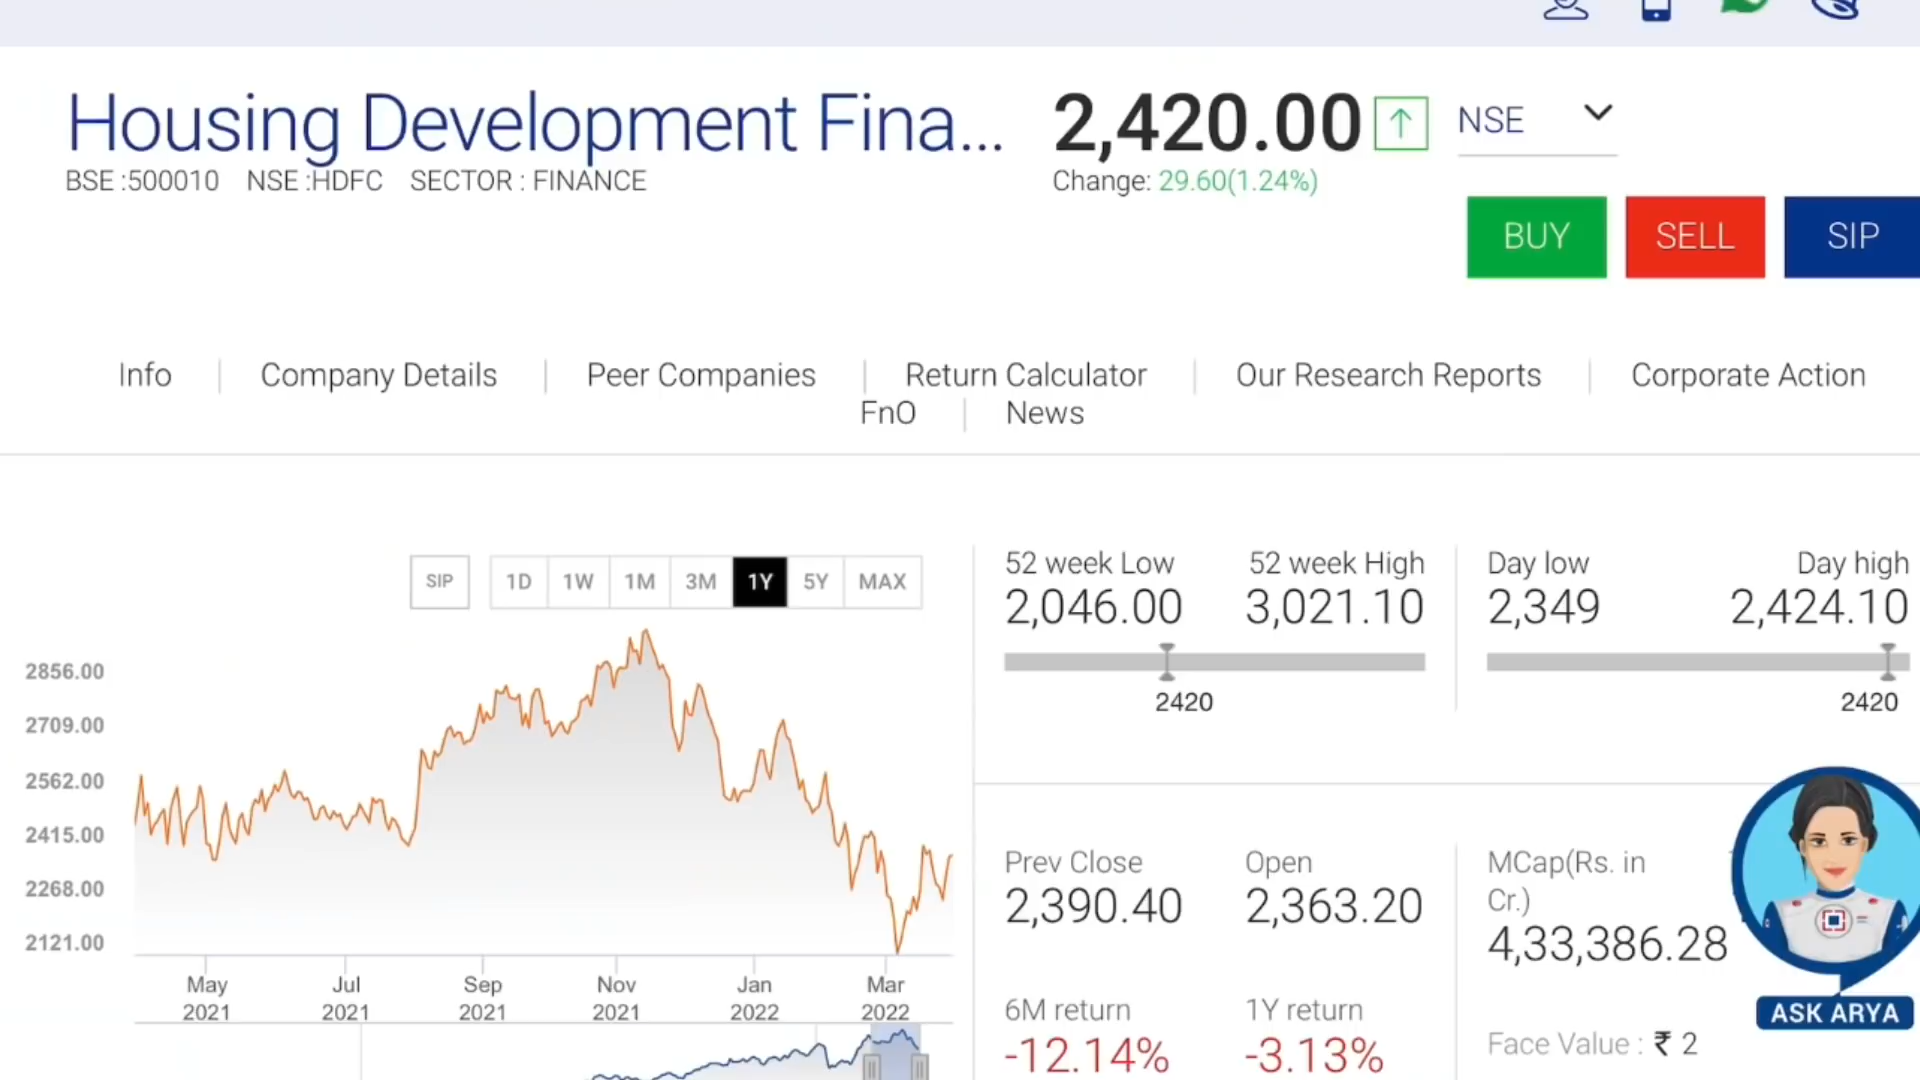 Housing Development Fina...
2,420.00
NSE
BSE :500010 NSE :HDFC SECTOR : FINANCE
Change: 29.60(1.24%)
BUY
SELL
SIP
Info
Company Details
Peer Companies
Return Calculator
Our Research Reports
Corporate Action
FnO
News
SIP
1D
1W
1M
3M
1Y
5Y
MAX
2856.00
2709.00
2562.00
2415.00
2268.00
2121.00
May
2021
Jul
2021
Sep
2021
Nov
2021
Jan
2022
Mar
2022
52 week Low
2,046.00
52 week High
3,021.10
2420
Day low
2,349
Day high
2,424.10
2420
Prev Close
2,390.40
Open
2,363.20
MCap(Rs. in
Cr.)
4,33,386.28
6M return
-12.14%
1Y return
-3.13%
Face Value : ₹ 2
ASK ARYA